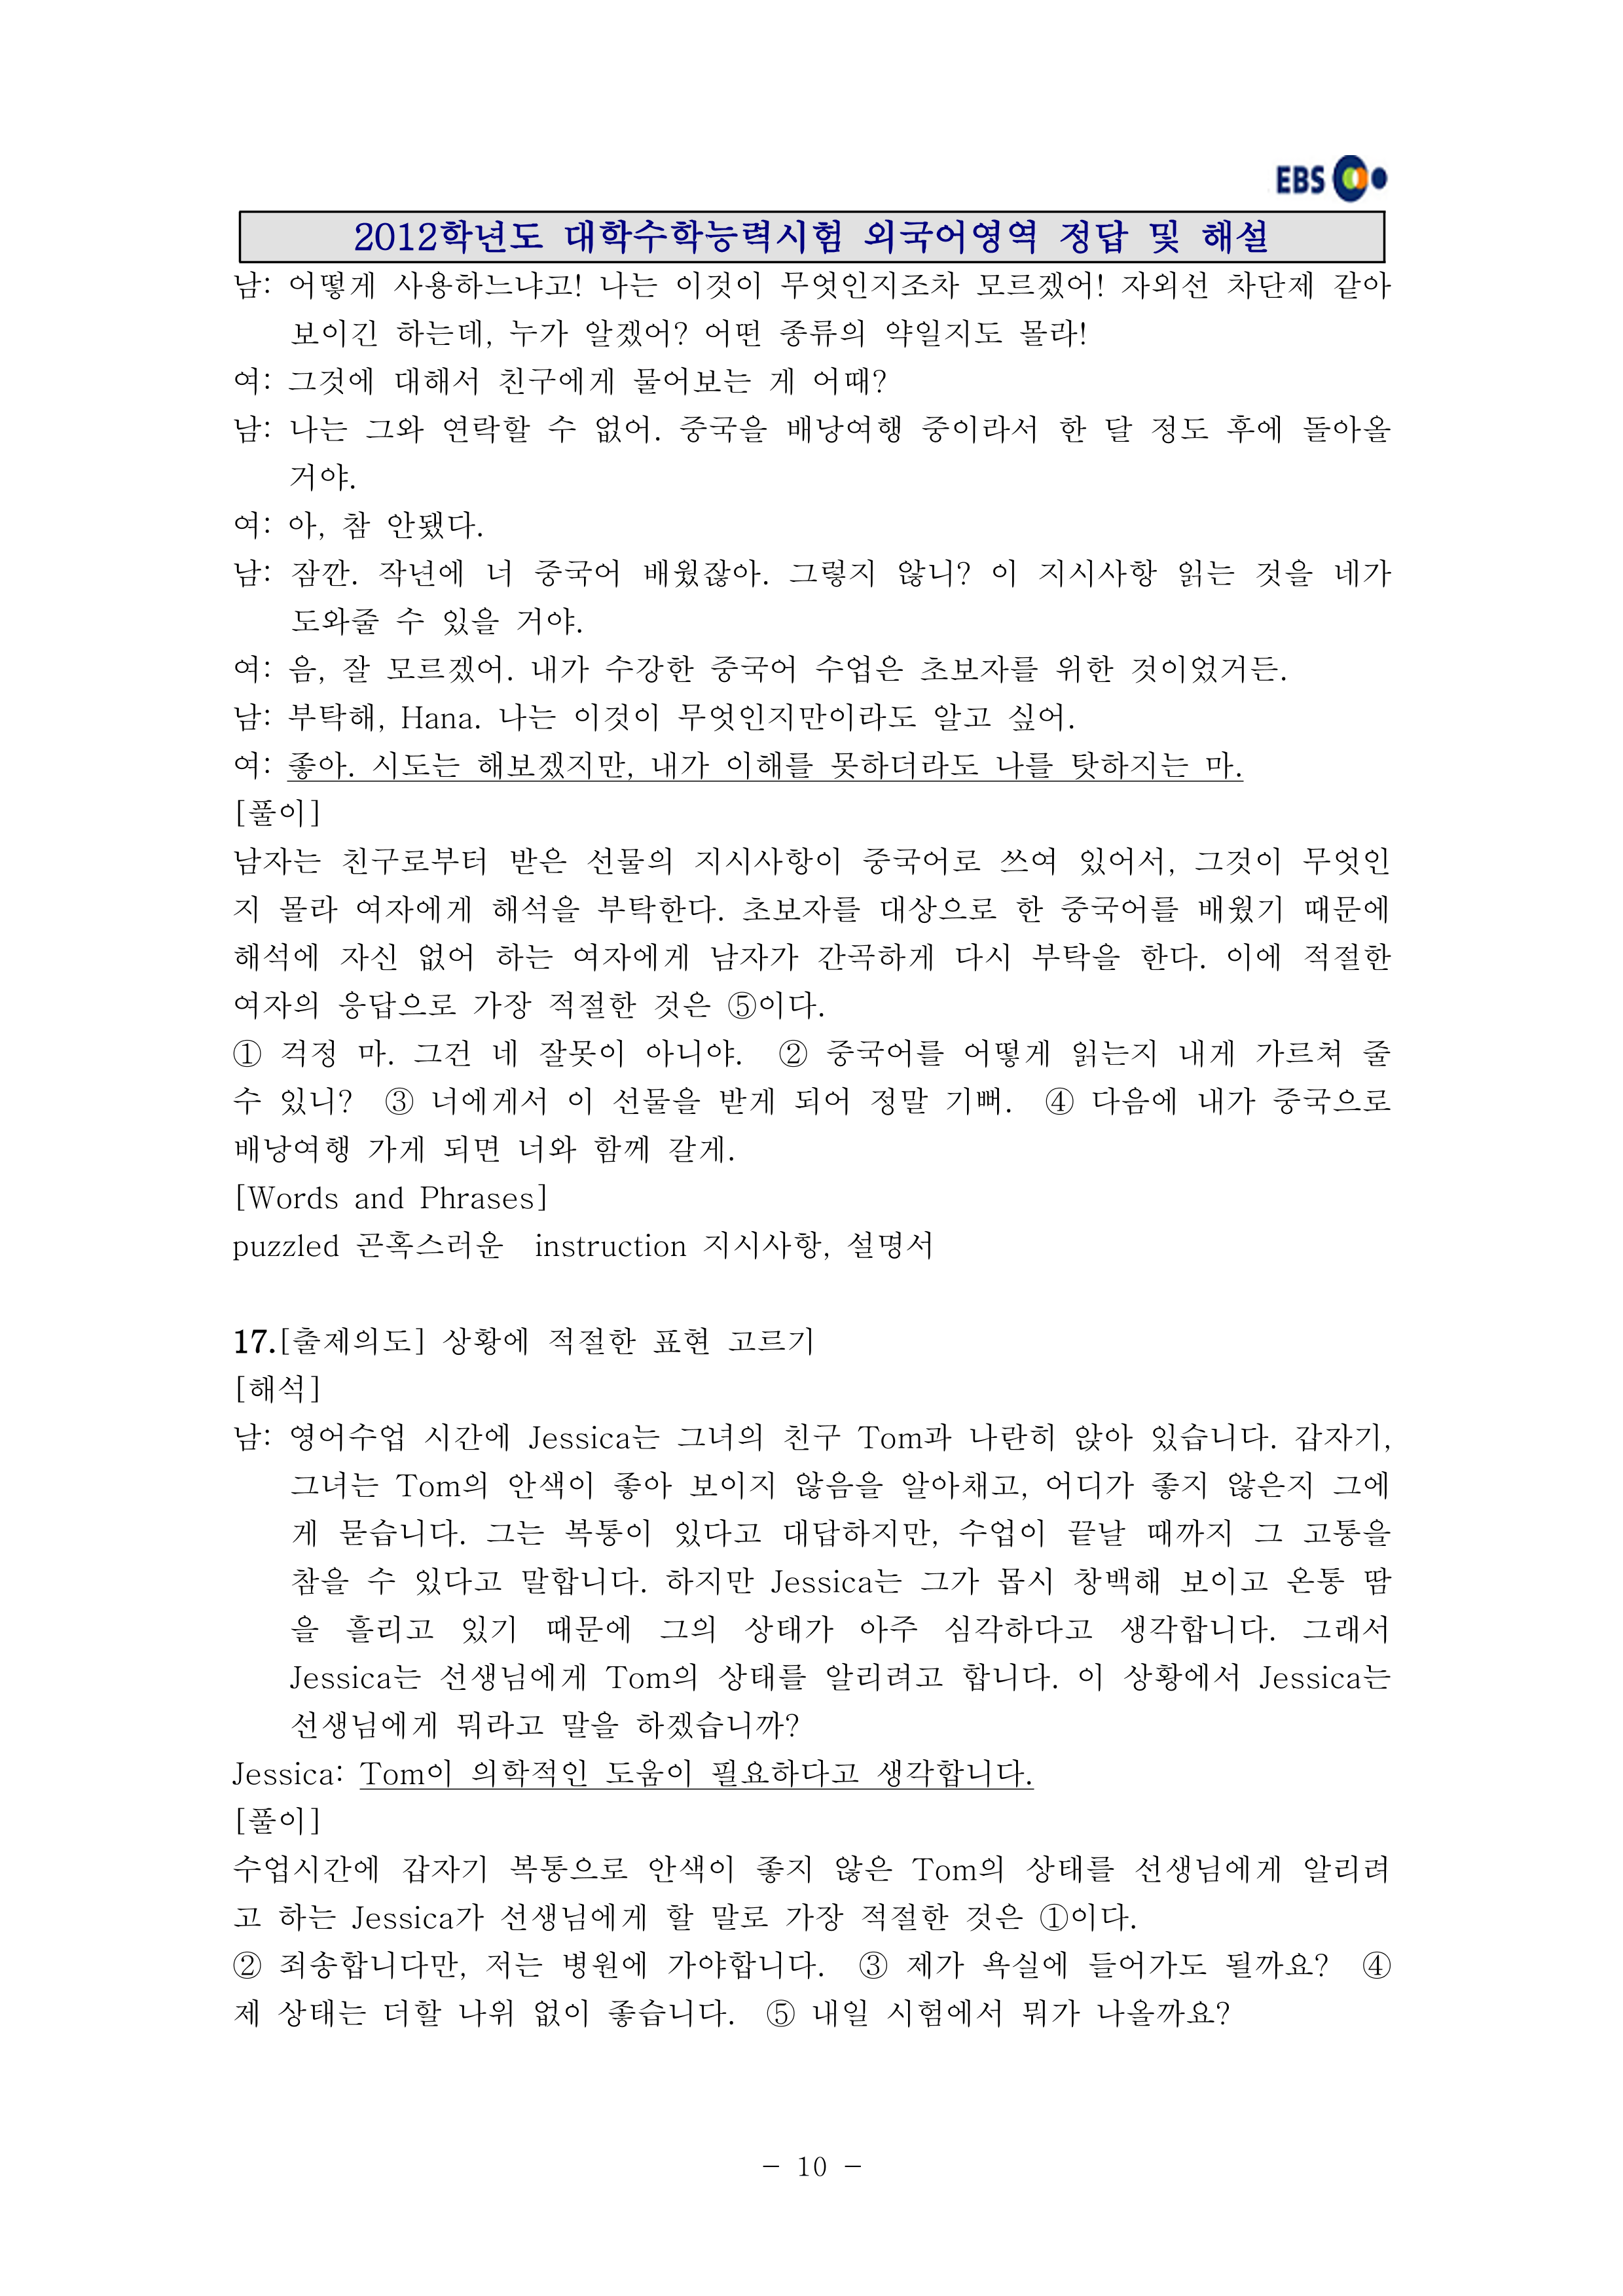 EBS
2012학년도 대학수학능력시험 외국어영역 정답 및 해설
남: 어떻게 사용하느냐고! 나는 이것이 무엇인지조차 모르겠어! 자외선 차단제 같아
보이긴 하는데, 누가 알겠어? 어떤 종류의 약일지도 몰라!
여: 그것에 대해서 친구에게 물어보는 게 어때?
남: 나는 그와 연락할 수 없어. 중국을 배낭여행 중이라서 한 달 정도 후에 돌아올
거야.
여: 아, 참 안됐다.
남: 잠깐. 작년에 너 중국어 배웠잖아. 그렇지 않니? 이 지시사항 읽는 것을 네가
도와줄 수 있을 거야.
여: 음, 잘 모르겠어. 내가 수강한 중국어 수업은 초보자를 위한 것이었거든.
남: 부탁해, Hana. 나는 이것이 무엇인지만이라도 알고 싶어.
여: 좋아. 시도는 해보겠지만, 내가 이해를 못하더라도 나를 탓하지는 마.
[풀이]
남자는 친구로부터 받은 선물의 지시사항이 중국어로 쓰여 있어서, 그것이 무엇인
지 몰라 여자에게 해석을 부탁한다. 초보자를 대상으로 한 중국어를 배웠기 때문에
해석에 자신 없어 하는 여자에게 남자가 간곡하게 다시 부탁을 한다. 이에 적절한
여자의 응답으로 가장 적절한 것은 ⑤이다.
① 걱정 마. 그건 네 잘못이 아니야. ② 중국어를 어떻게 읽는지 내게 가르쳐 줄
수 있니? ③ 너에게서 이 선물을 받게 되어 정말 기뻐. ④ 다음에 내가 중국으로
배낭여행 가게 되면 너와 함께 갈게.
[Words and Phrases]
puzzled 곤혹스러운 instruction 지시사항, 설명서
17.[출제의도] 상황에 적절한 표현 고르기
[해석]
남: 영어수업 시간에 Jessica는 그녀의 친구 Tom과 나란히 앉아 있습니다. 갑자기,
그녀는 Tom의 안색이 좋아 보이지 않음을 알아채고, 어디가 좋지 않은지 그에
게 묻습니다. 그는 복통이 있다고 대답하지만, 수업이 끝날 때까지 그 고통을
참을 수 있다고 말합니다. 하지만 Jessica는 그가 몹시 창백해 보이고 온통 땀
을 흘리고 있기 때문에 그의 상태가 아주 심각하다고 생각합니다. 그래서
Jessica는 선생님에게 Tom의 상태를 알리려고 합니다. 이 상황에서 Jessica는
선생님에게 뭐라고 말을 하겠습니까?
Jessica: Tom이 의학적인 도움이 필요하다고 생각합니다.
[풀이]
수업시간에 갑자기 복통으로 안색이 좋지 않은 Tom의 상태를 선생님에게 알리려
고 하는 Jessica가 선생님에게 할 말로 가장 적절한 것은 ①이다.
② 죄송합니다만, 저는 병원에 가야합니다. ③ 제가 욕실에 들어가도 될까요? ④
제 상태는 더할 나위 없이 좋습니다. ⑤ 내일 시험에서 뭐가 나올까요?
- 10 -